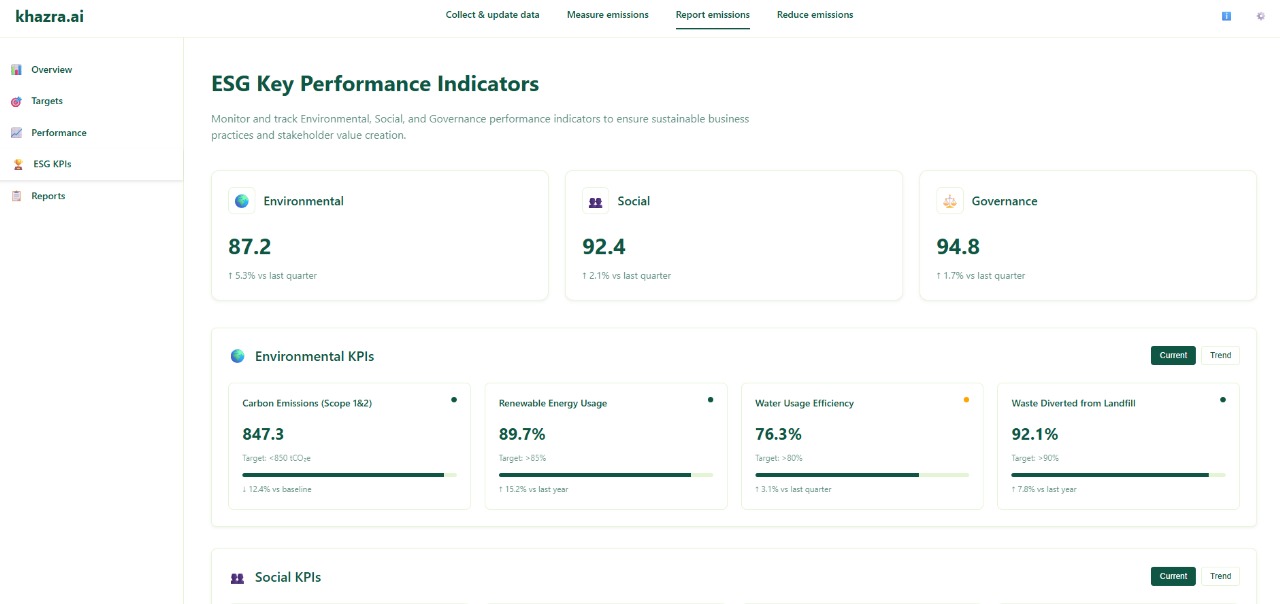 khazra.ai
Collect & update data
Measure emissions
Report emissions
Reduce emissions
Overview
Targets
Performance
ESG KPIs
Reports
ESG Key Performance Indicators
Monitor and track Environmental, Social, and Governance performance indicators to ensure sustainable business
practices and stakeholder value creation.
Environmental
87.2
↑ 5.3% vs last quarter
Social
92.4
↑ 2.1% vs last quarter
Governance
94.8
↑ 1.7% vs last quarter
Environmental KPIs
Current
Trend
Carbon Emissions (Scope 1&2)
847.3
Target: <850 tCO₂e
↓ 12.4% vs baseline
Renewable Energy Usage
89.7%
Target: >85%
↑ 15.2% vs last year
Water Usage Efficiency
76.3%
Target: >80%
↑ 3.1% vs last quarter
Waste Diverted from Landfill
92.1%
Target: >90%
↑ 7.8% vs last year
Social KPIs
Current
Trend